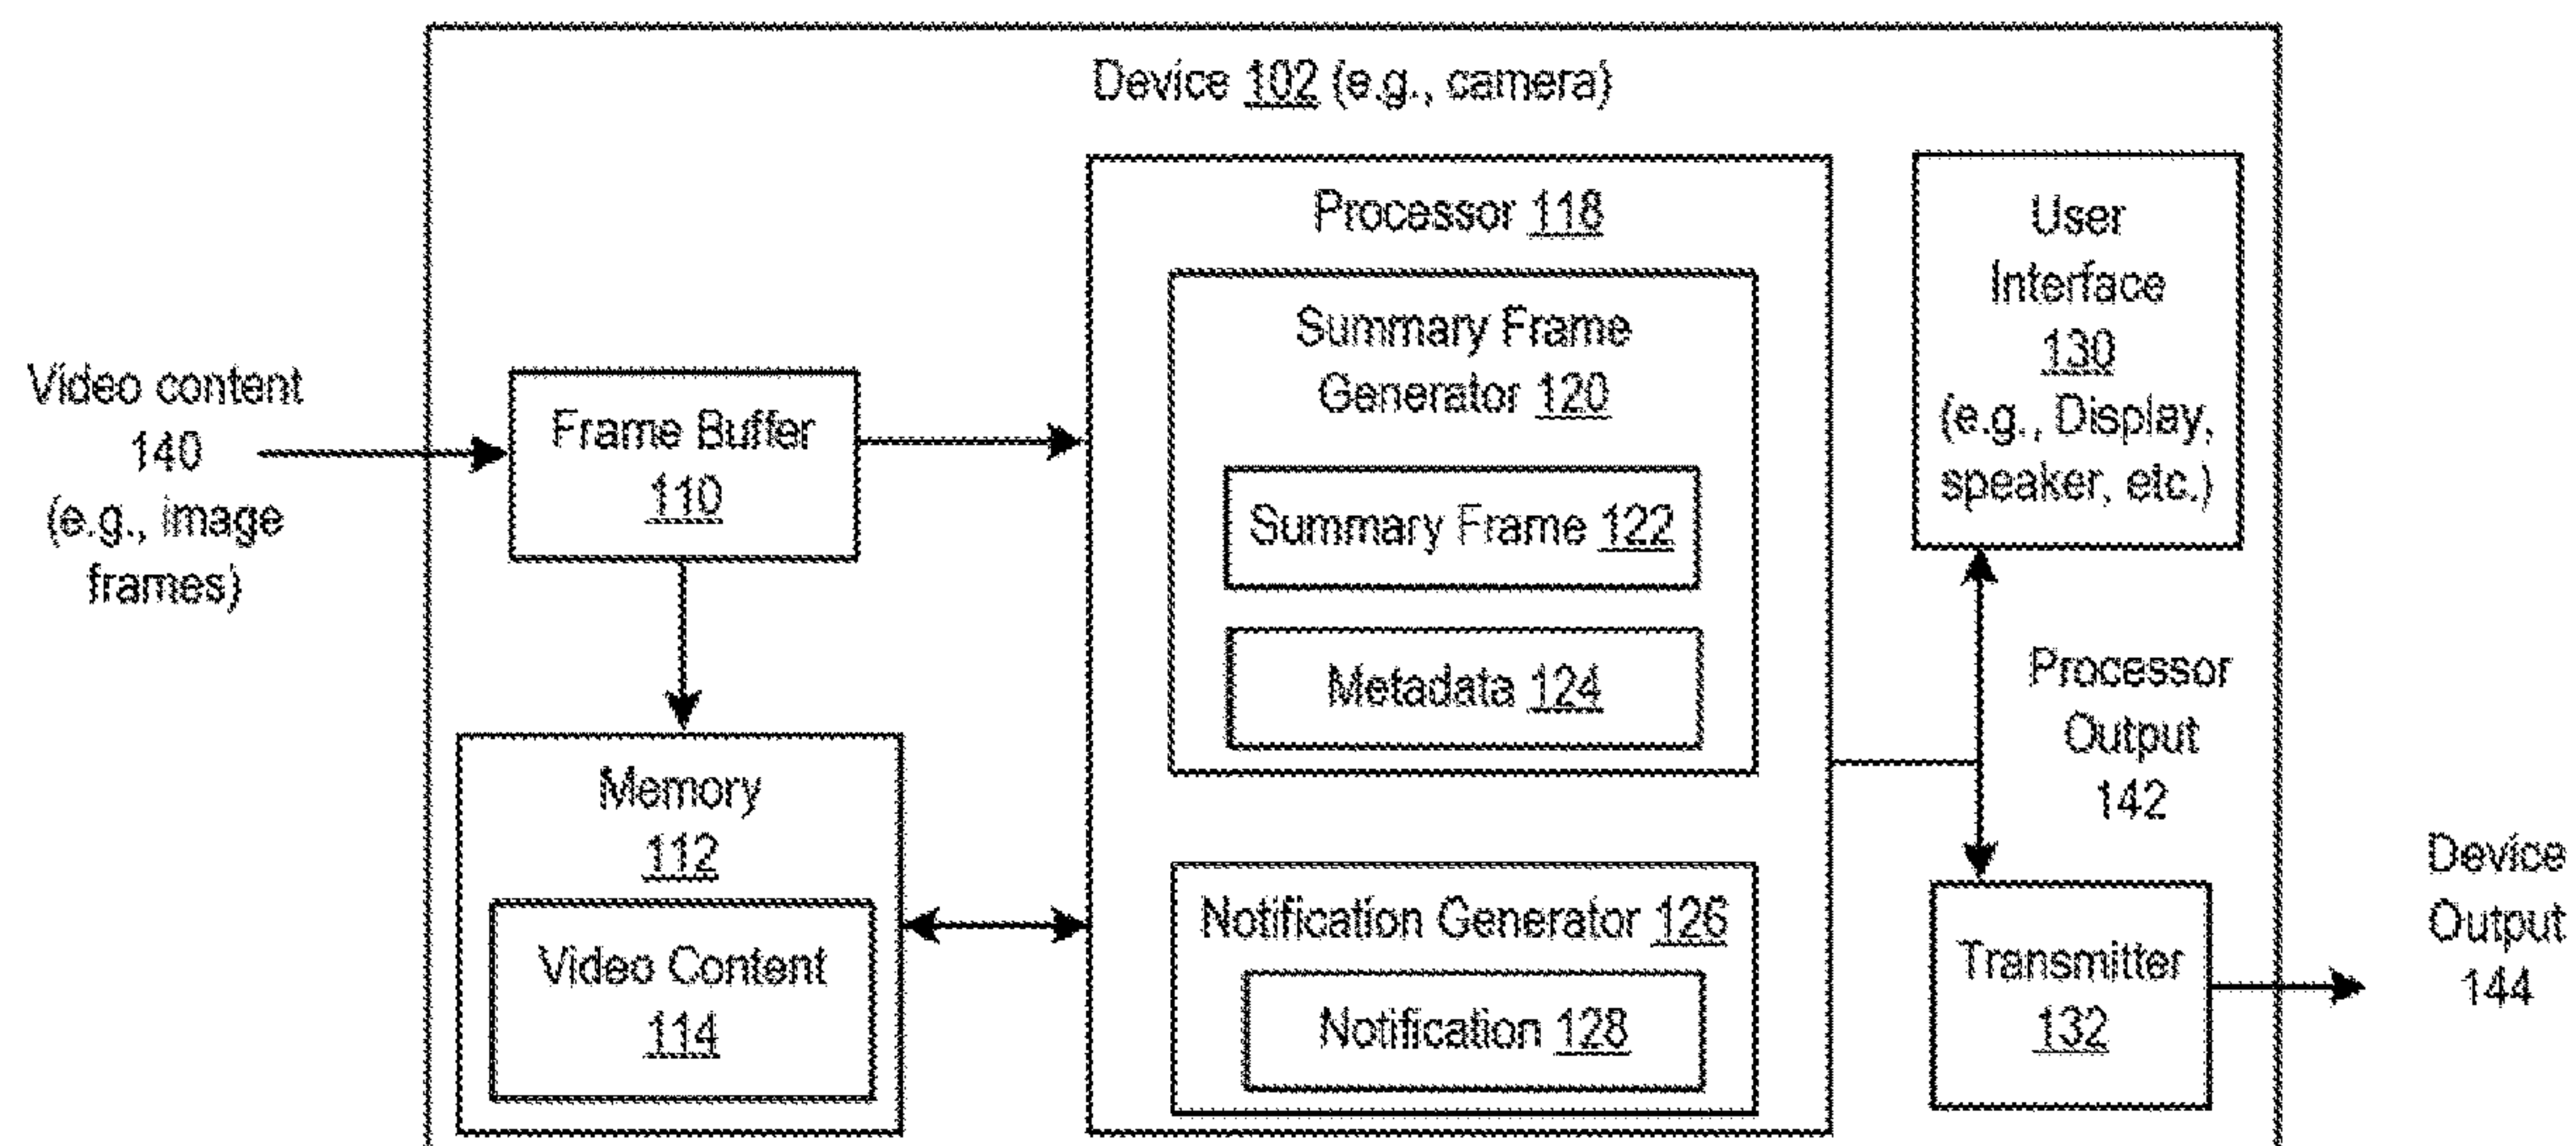 Device 102 (e.g., camera)
Video content
140
(e.g., image
frames)
Frame Buffer
110
Memory
112
Video Content
114
Processor 118
Summary Frame
Generator 120
Summary Frame 122
Metadata 124
Notification Generator 126
Notification 128
User
Interface
130
(e.g., Display,
speaker, etc.)
Processor
Output
142
Transmitter
132
Device
Output
144